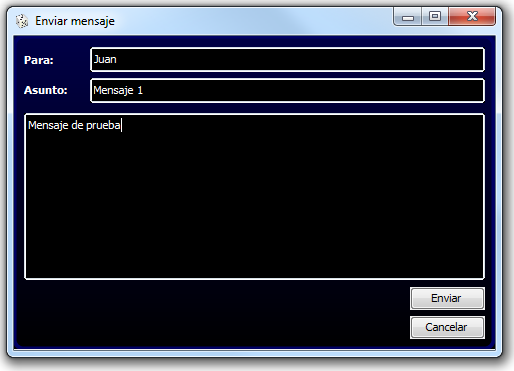 Enviar mensaje
Para: Juan
Asunto: Mensaje 1
Mensaje de prueba
Enviar
Cancelar